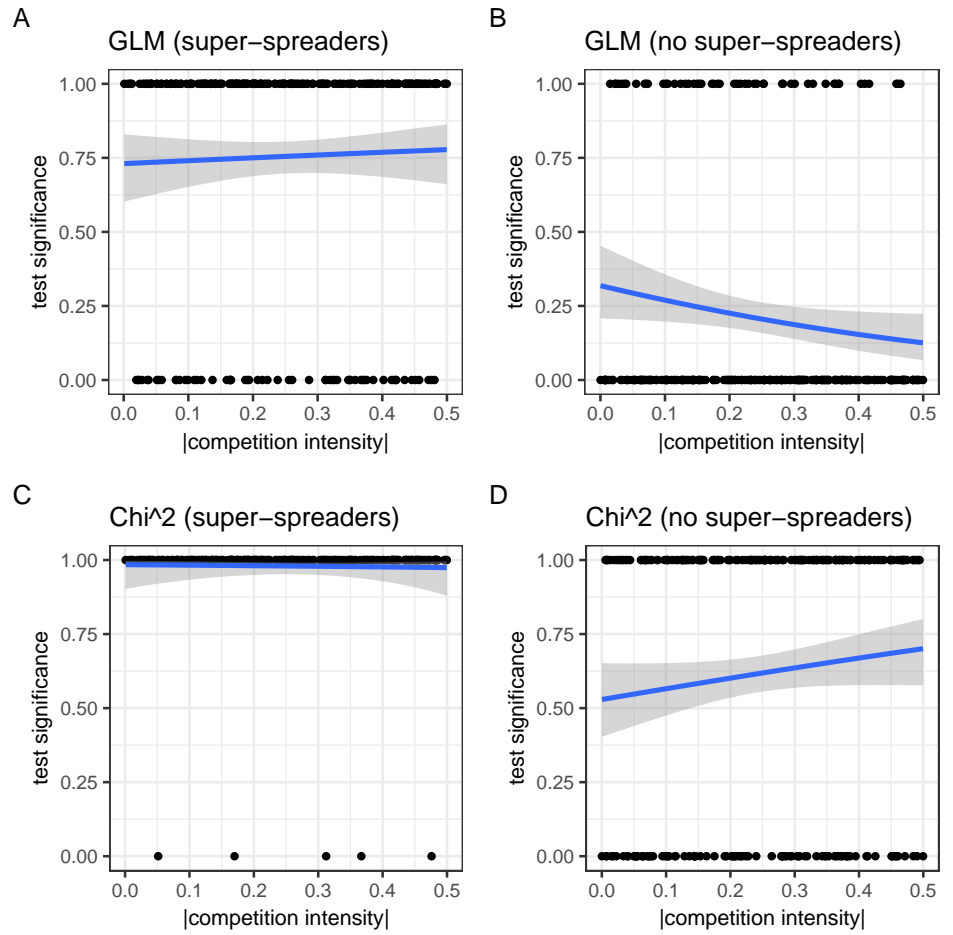 A
GLM (super−spreaders)
1.00
0.75
0.50
0.25
0.00
test significance
0.0 0.1 0.2 0.3 0.4 0.5
|competition intensity|
B
GLM (no super−spreaders)
1.00
0.75
0.50
0.25
0.00
test significance
0.0 0.1 0.2 0.3 0.4 0.5
|competition intensity|
C
Chi^2 (super−spreaders)
1.00
0.75
0.50
0.25
0.00
test significance
0.0 0.1 0.2 0.3 0.4 0.5
|competition intensity|
D
Chi^2 (no super−spreaders)
1.00
0.75
0.50
0.25
0.00
test significance
0.0 0.1 0.2 0.3 0.4 0.5
|competition intensity|